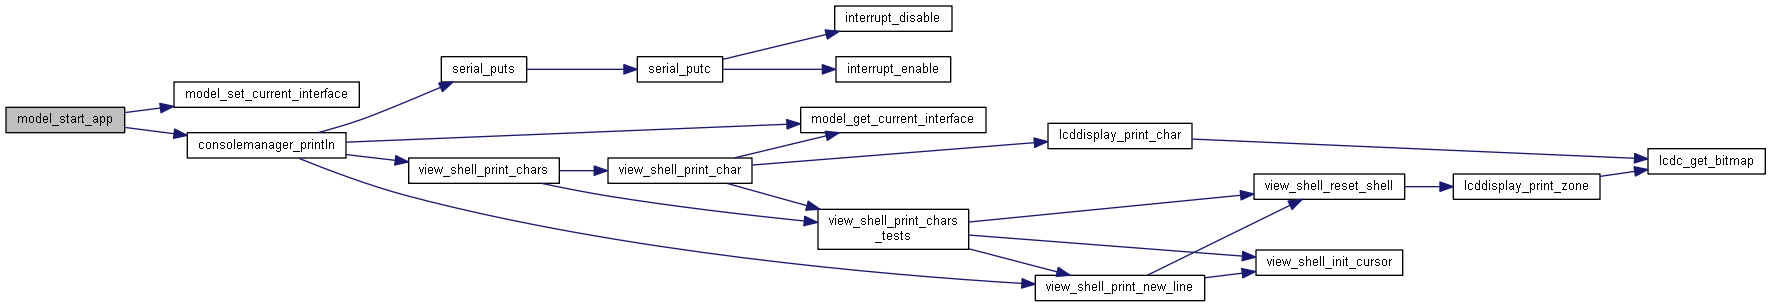 model_start_app
model_set_current_interface
consolemanager_println
serial_puts
serial_putc
interrupt_disable
interrupt_enable
model_get_current_interface
view_shell_print_chars
view_shell_print_char
lcddisplay_print_char
view_shell_print_chars
_tests
view_shell_print_new_line
view_shell_reset_shell
view_shell_init_cursor
lcddisplay_print_zone
lcdc_get_bitmap